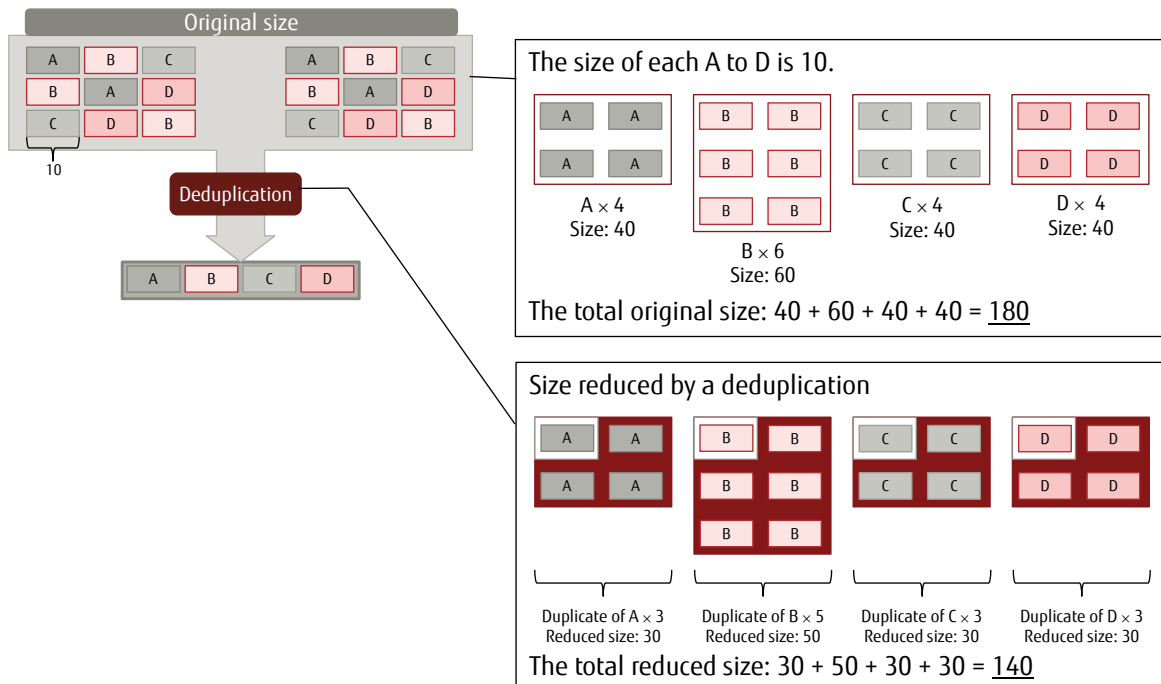 Original size
A B C A B C
B A D B A D
C D B C D B
10
Deduplication
A B C D
The size of each A to D is 10.
A A B B C C D D
A A B B C C D D
B B
A × 4
Size: 40
B × 6
Size: 60
C × 4
Size: 40
D × 4
Size: 40
The total original size: 40 + 60 + 40 + 40 = 180
Size reduced by a deduplication
A A B B C C D D
A A B B C C D D
B B
Duplicate of A × 3
Reduced size: 30
Duplicate of B × 5
Reduced size: 50
Duplicate of C × 3
Reduced size: 30
Duplicate of D × 3
Reduced size: 30
The total reduced size: 30 + 50 + 30 + 30 = 140